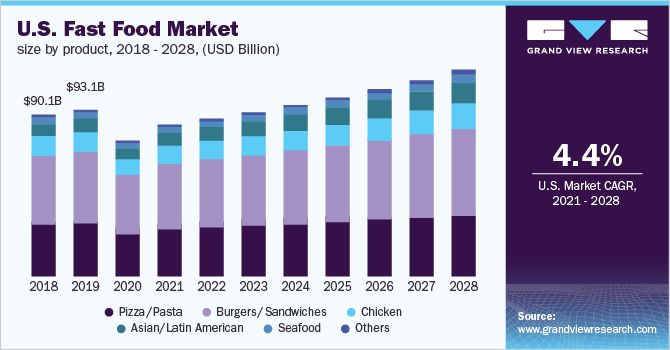 U.S. Fast Food Market
size by product, 2018 - 2028, (USD Billion)
$90.1B
$93.1B
2018 2019 2020 2021 2022 2023 2024 2025 2026 2027 2028
Pizza/Pasta Burgers/Sandwiches Chicken
Asian/Latin American Seafood Others
GRAND VIEW RESEARCH
4.4%
U.S. Market CAGR,
2021 - 2028
Source:
www.grandviewresearch.com